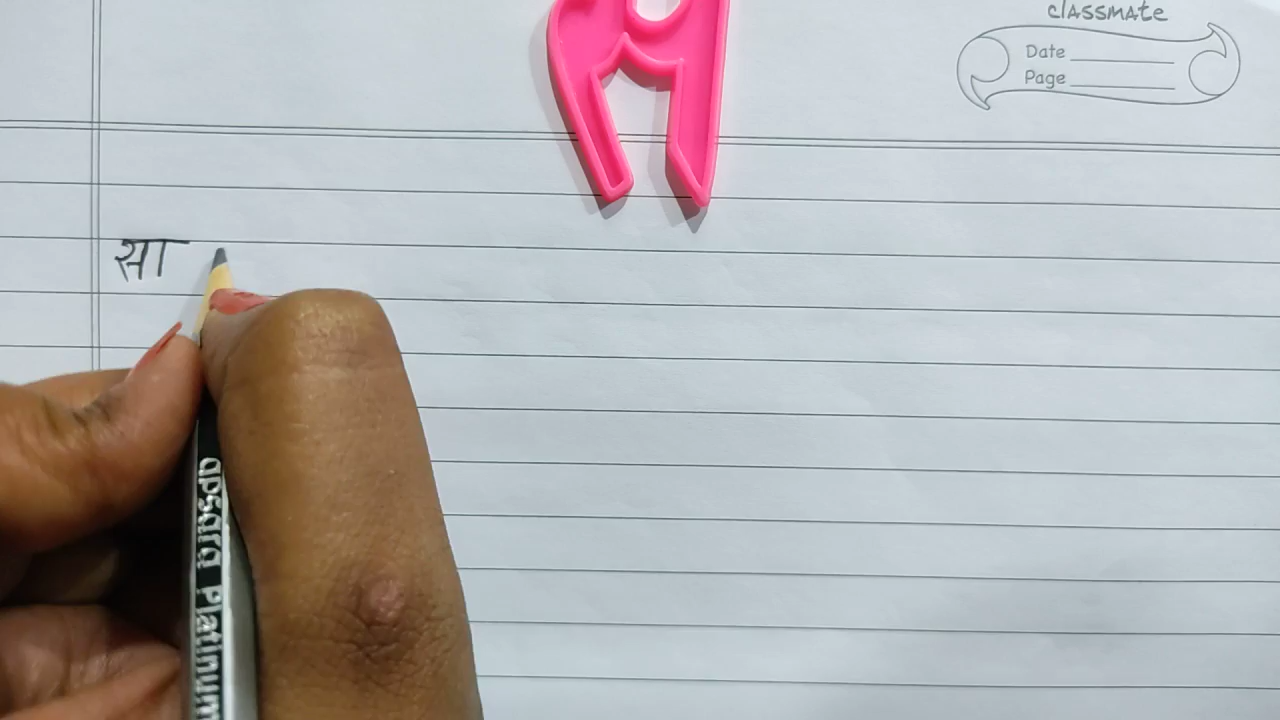 classmate
Date
Page
सा
apsara Platinum